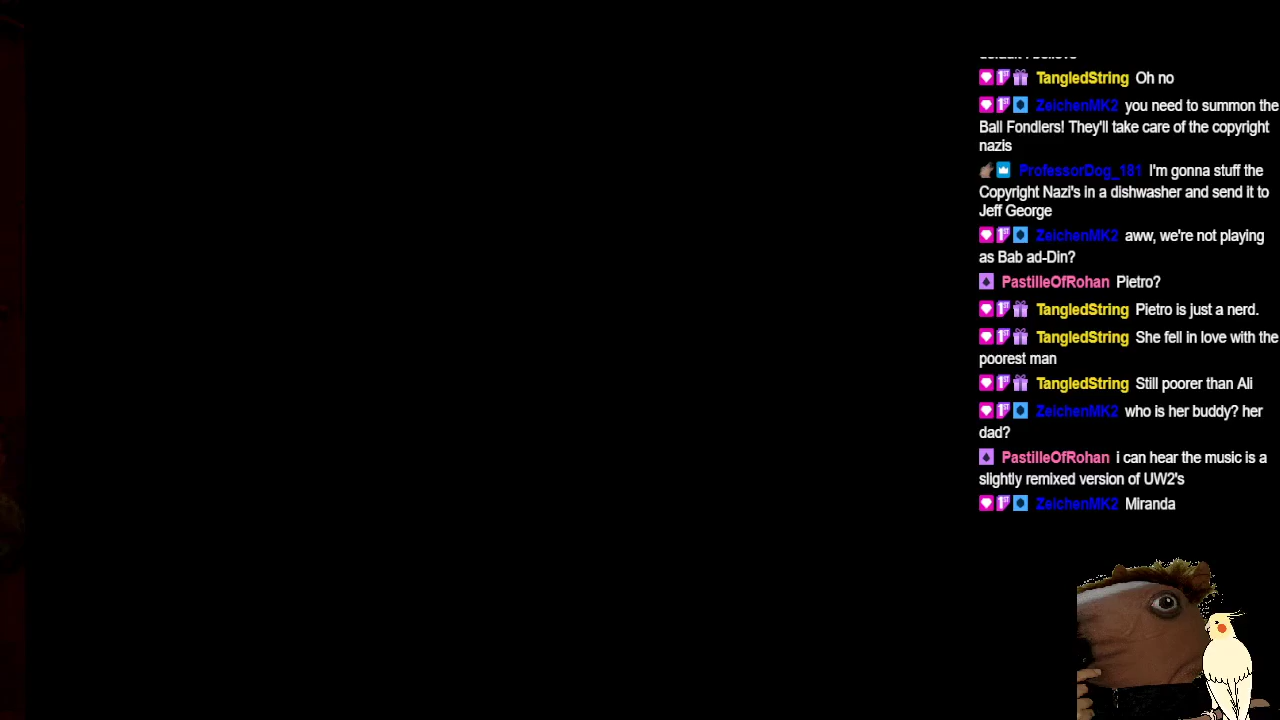 TangledString Oh no
ZeichenMK2 you need to summon the
Ball Fondlers! They'll take care of the copyright
nazis
ProfessorDog_181 I'm gonna stuff the
Copyright Nazi's in a dishwasher and send it to
Jeff George
ZeichenMK2 aww, we're not playing
as Bab ad-Din?
PastilleOfRohan Pietro?
TangledString Pietro is just a nerd.
TangledString She fell in love with the
poorest man
TangledString Still poorer than Ali
ZeichenMK2 who is her buddy? her
dad?
PastilleOfRohan i can hear the music is a
slightly remixed version of UW2's
ZeichenMK2 Miranda